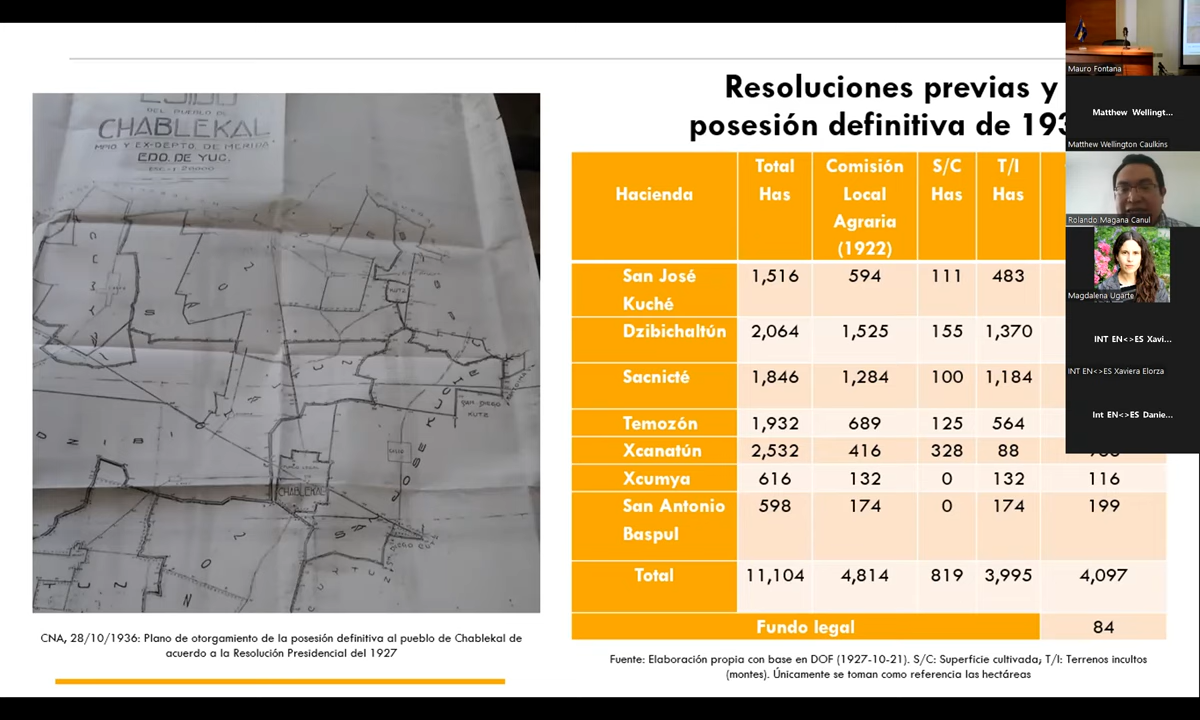 Resoluciones previas y
posesión definitiva de 193
DEL PUEBLO DE
CHABLEKAL
MPIO Y EX-DEPTO. DE MERIDA
EDO. DE YUC.
CHABLEKAL
SAN DIEGO
XUTZ
CNA, 28/10/1936: Plano de otorgamiento de la posesión definitiva al pueblo de Chablekal de
acuerdo a la Resolución Presidencial del 1927
Hacienda Total Has Comisión Local Agraria (1922) S/C Has T/I Has
San José Kuché 1,516 594 111 483
Dzibichaltún 2,064 1,525 155 1,370
Sacnicté 1,846 1,284 100 1,184
Temozón 1,932 689 125 564
Xcanatún 2,532 416 328 88
Xcumya 616 132 0 132 116
San Antonio Baspul 598 174 0 174 199
Total 11,104 4,814 819 3,995 4,097
Fundo legal 84
Fuente: Elaboración propia con base en DOF (1927-10-21). S/C: Superficie cultivada; T/I: Terrenos incultos
(montes). Únicamente se toman como referencia las hectáreas
Mauro Fontana
Matthew Wellingt...
Matthew Wellington Caulkins
Rolando Magana Canul
Magdalena Ugarte
INT EN<>ES Xavi...
INT EN<>ES Xaviera Elorza
Int EN<>ES Danie...